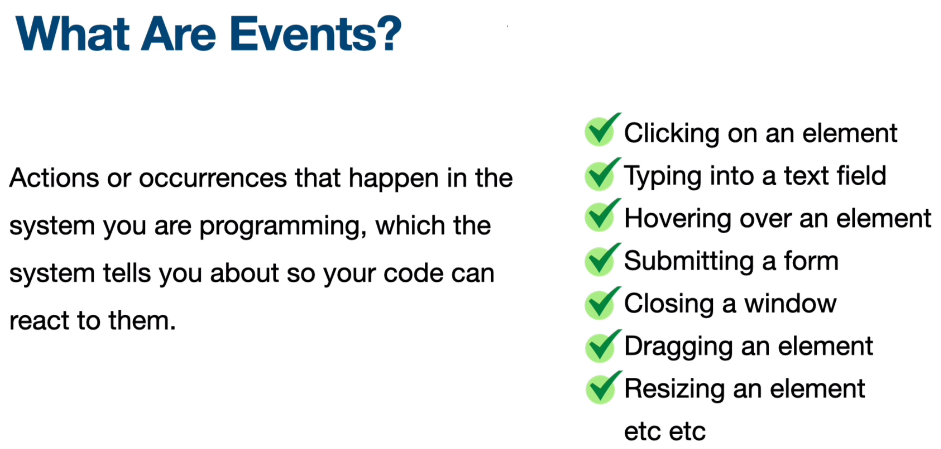 What Are Events?
Actions or occurrences that happen in the
system you are programming, which the
system tells you about so your code can
react to them.
Clicking on an element
Typing into a text field
Hovering over an element
Submitting a form
Closing a window
Dragging an element
Resizing an element
etc etc